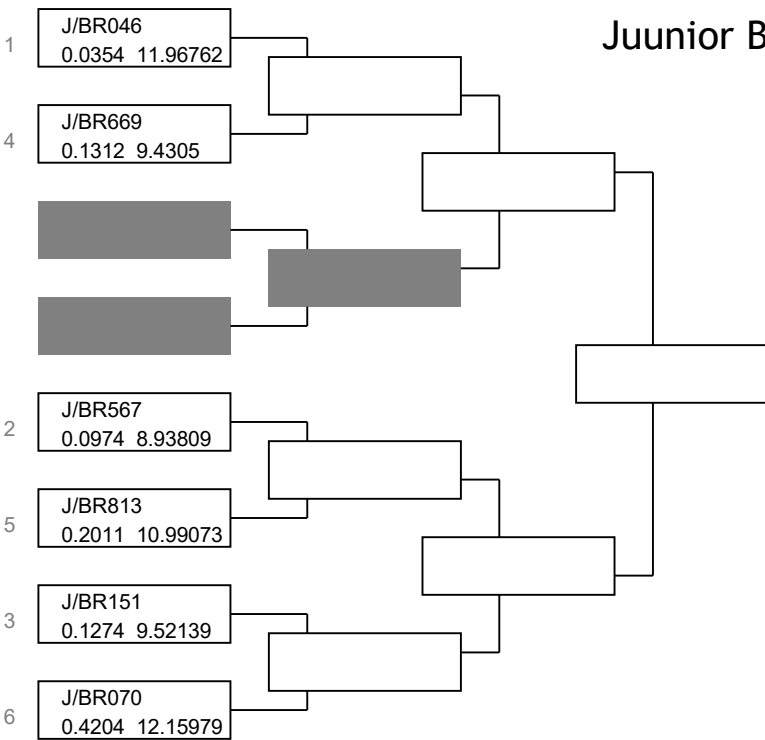 Juunior B
1
J/BR046
0.0354 11.96762
4
J/BR669
0.1312 9.4305
2
J/BR567
0.0974 8.93809
5
J/BR813
0.2011 10.99073
3
J/BR151
0.1274 9.52139
6
J/BR070
0.4204 12.15979